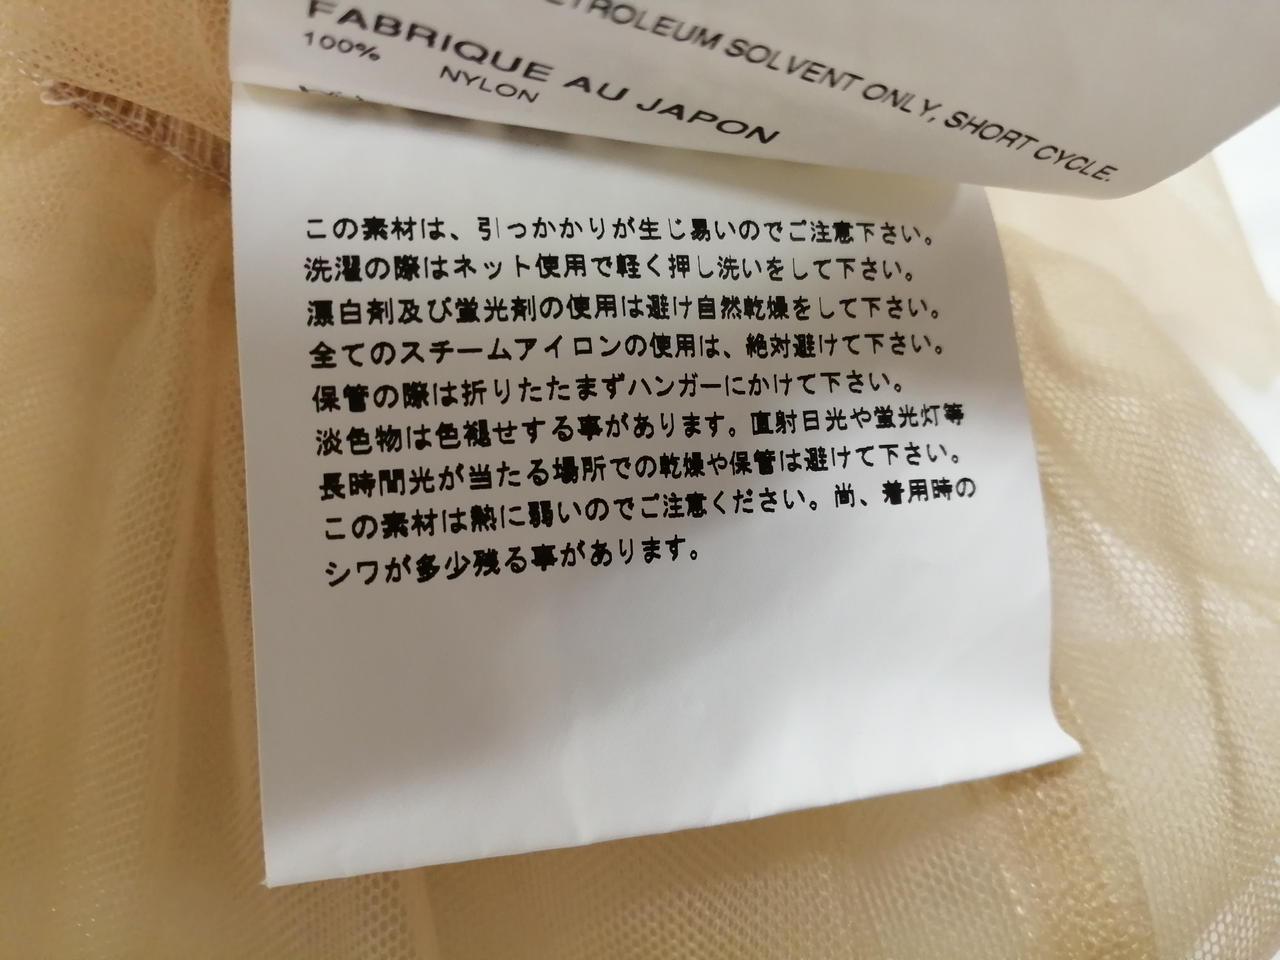 SOLVENT ONLY, SHORT CYCLE.
FABRIQUE AU JAPON
100% NYLON
この素材は、引っかかりが生じ易いのでご注意下さい。
洗濯の際はネット使用で軽く押し洗いをして下さい。
漂白剤及び蛍光剤の使用は避け自然乾燥をして下さい。
全てのスチームアイロンの使用は、絶対避けて下さい。
保管の際は折りたたまずハンガーにかけて下さい。
淡色物は色褪せする事があります。直射日光や蛍光灯等
長時間光が当たる場所での乾燥や保管は避けて下さい。
この素材は熱に弱いのでご注意ください。尚、着用時の
シワが多少残る事があります。